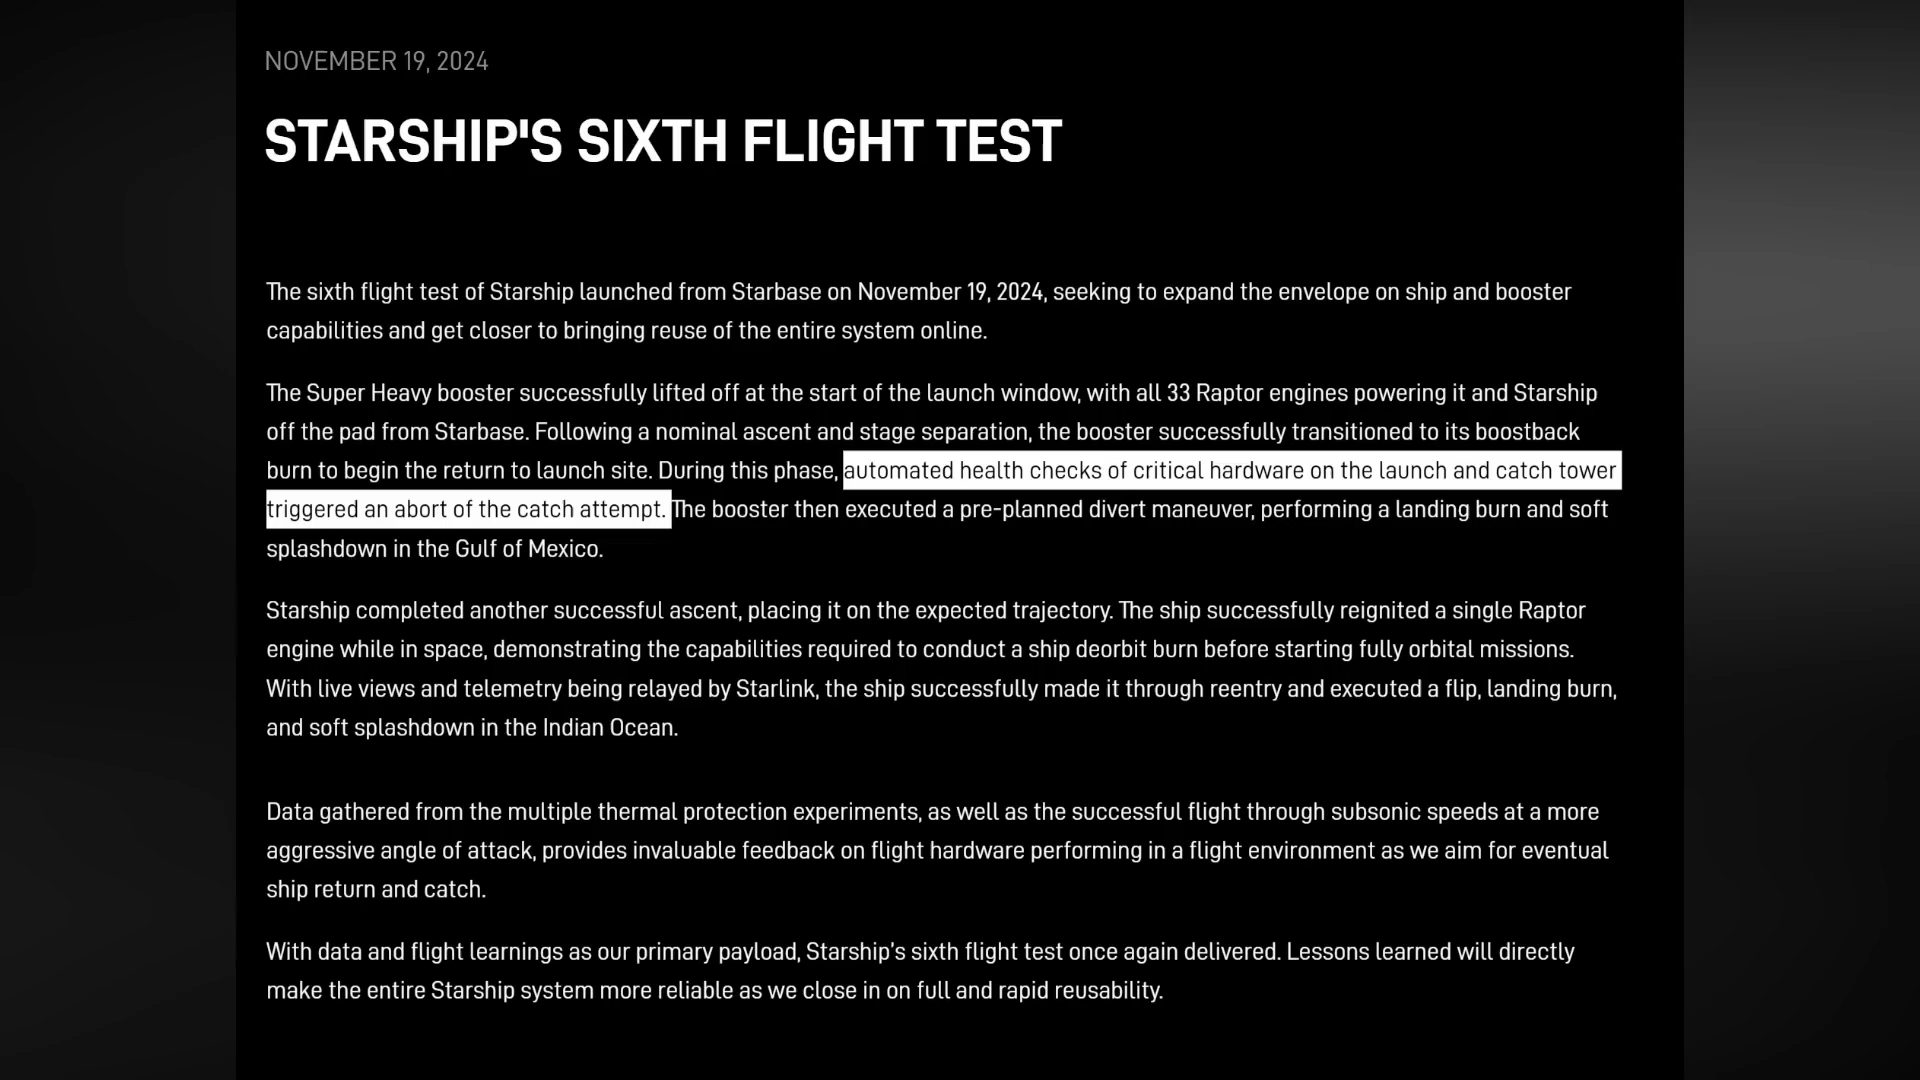 NOVEMBER 19, 2024
STARSHIP'S SIXTH FLIGHT TEST
The sixth flight test of Starship launched from Starbase on November 19, 2024, seeking to expand the envelope on ship and booster
capabilities and get closer to bringing reuse of the entire system online.
The Super Heavy booster successfully lifted off at the start of the launch window, with all 33 Raptor engines powering it and Starship
off the pad from Starbase. Following a nominal ascent and stage separation, the booster successfully transitioned to its boostback
burn to begin the return to launch site. During this phase, automated health checks of critical hardware on the launch and catch tower
triggered an abort of the catch attempt. The booster then executed a pre-planned divert maneuver, performing a landing burn and soft
splashdown in the Gulf of Mexico.
Starship completed another successful ascent, placing it on the expected trajectory. The ship successfully reignited a single Raptor
engine while in space, demonstrating the capabilities required to conduct a ship deorbit burn before starting fully orbital missions.
With live views and telemetry being relayed by Starlink, the ship successfully made it through reentry and executed a flip, landing burn,
and soft splashdown in the Indian Ocean.
Data gathered from the multiple thermal protection experiments, as well as the successful flight through subsonic speeds at a more
aggressive angle of attack, provides invaluable feedback on flight hardware performing in a flight environment as we aim for eventual
ship return and catch.
With data and flight learnings as our primary payload, Starship’s sixth flight test once again delivered. Lessons learned will directly
make the entire Starship system more reliable as we close in on full and rapid reusability.